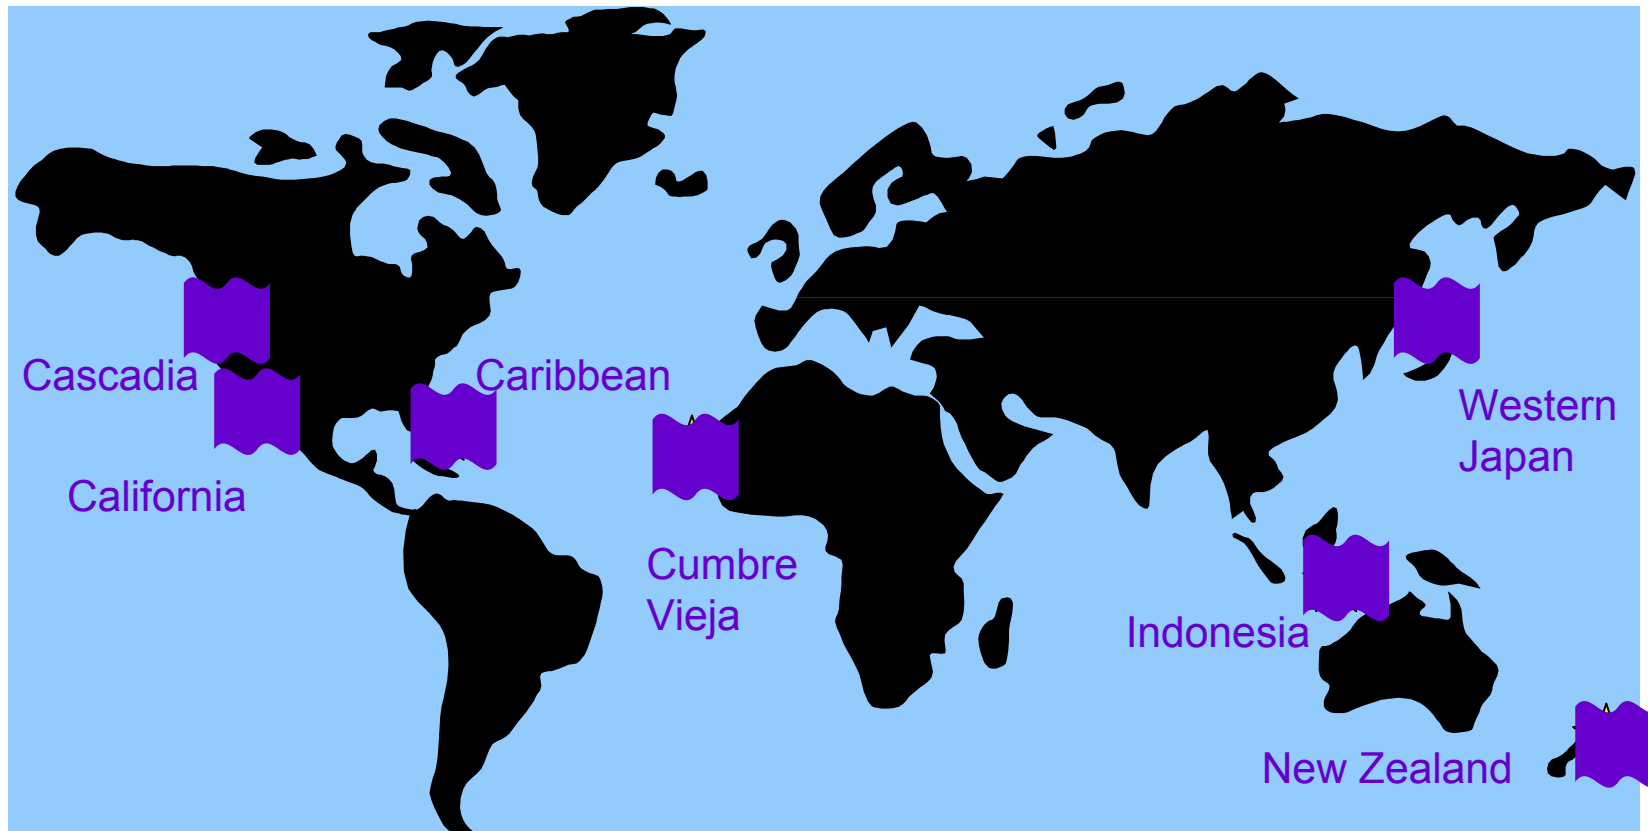 Cascadia
Caribbean
Western
Japan
California
Cumbre
Vieja
Indonesia
New Zealand